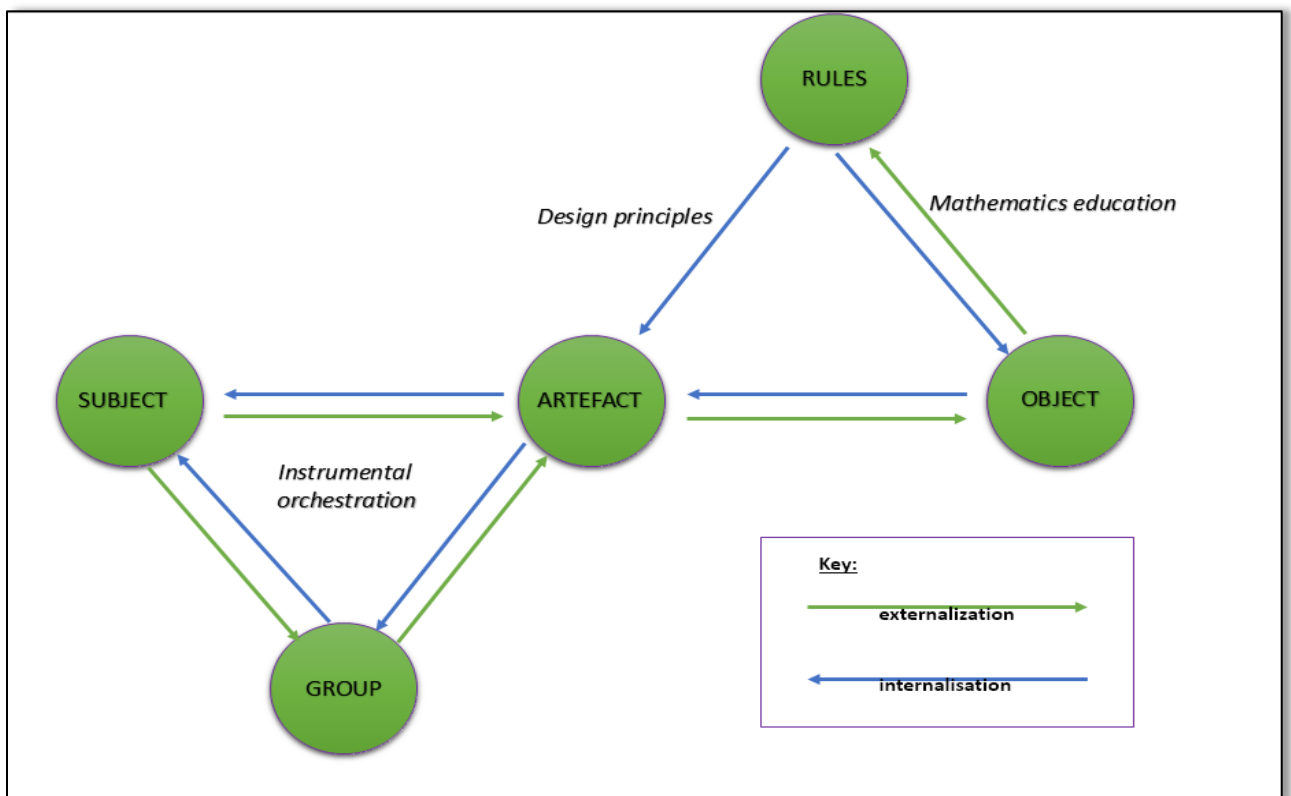 RULES
Design principles
Mathematics education
SUBJECT
ARTEFACT
OBJECT
Instrumental
orchestration
GROUP
Key:
externalization
internalisation